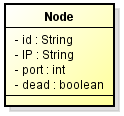 Node
- id : String
- IP : String
- port : int
- dead : boolean